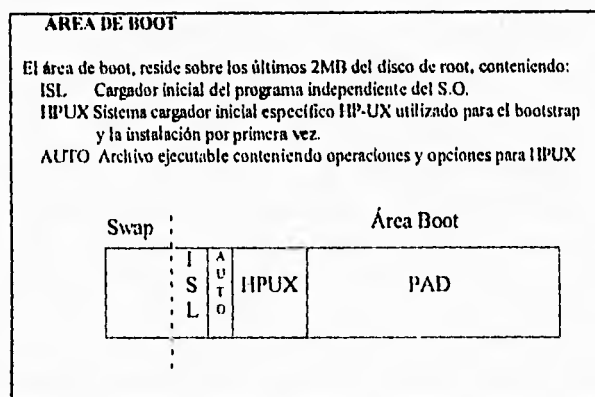 ÁREA DE BOOT
El área de boot, reside sobre los últimos 2MB del disco de root, conteniendo:
ISL Cargador inicial del programa independiente del S.O.
HPUX Sistema cargador inicial específico HP-UX utilizado para el bootstrap
y la instalación por primera vez.
AUTO Archivo ejecutable conteniendo operaciones y opciones para HPUX
Swap Área Boot
ISL AUTO HPUX PAD